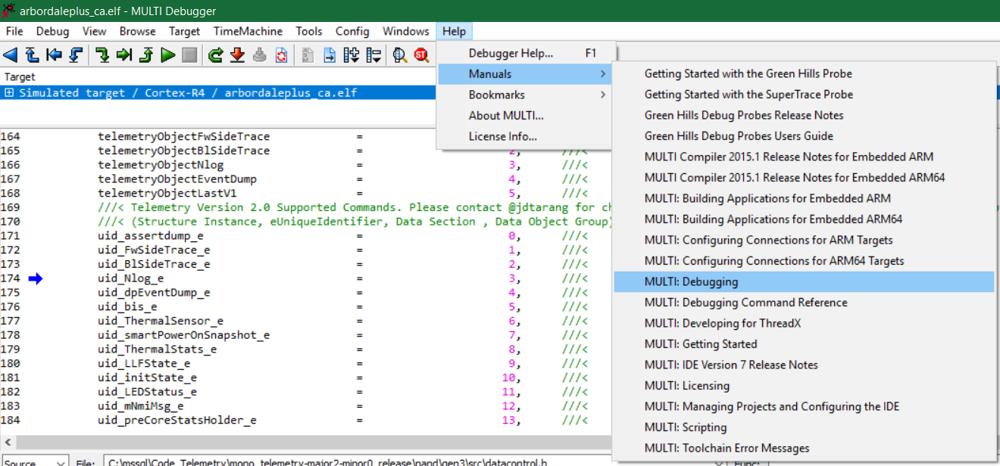 arbordaleplus_ca.elf - MULTI Debugger
File Debug View Browse Target TimeMachine Tools Config Windows Help
Debugger Help... F1
Manuals
Bookmarks
About MULTI...
License Info...
Getting Started with the Green Hills Probe
Getting Started with the SuperTrace Probe
Green Hills Debug Probes Release Notes
Green Hills Debug Probes Users Guide
MULTI Compiler 2015.1 Release Notes for Embedded ARM
MULTI Compiler 2015.1 Release Notes for Embedded ARM64
MULTI: Building Applications for Embedded ARM
MULTI: Building Applications for Embedded ARM64
MULTI: Configuring Connections for ARM Targets
MULTI: Configuring Connections for ARM64 Targets
MULTI: Debugging
MULTI: Debugging Command Reference
MULTI: Developing for ThreadX
MULTI: Getting Started
MULTI: IDE Version 7 Release Notes
MULTI: Licensing
MULTI: Managing Projects and Configuring the IDE
MULTI: Scripting
MULTI: Toolchain Error Messages
ST
Target
Simulated target / Cortex-R4 / arbordaleplus_ca.elf
164 telemetryObjectFwSideTrace =
165 telemetryObjectBlSideTrace = 2, ///<
166 telemetryObjectNlog = 3, ///<
167 telemetryObjectEventDump = 4, ///<
168 telemetryObjectLastV1 = 5, ///<
169 ///< Telemetry Version 2.0 Supported Commands. Please contact @jdtarang for ch
170 ///< (Structure Instance, eUniqueIdentifier, Data Section , Data Object Group)
171 uid_assertdump_e = 0, ///<
172 uid_FwSideTrace_e = 1, ///<
173 uid_BlSideTrace_e = 2, ///<
174 uid_Nlog_e = 3, ///<
175 uid_dpEventDump_e = 4, ///<
176 uid_bis_e = 5, ///<
177 uid_ThermalSensor_e = 6, ///<
178 uid_smartPowerOnSnapshot_e = 7, ///<
179 uid_ThermalStats_e = 8, ///<
180 uid_LLFState_e = 9, ///<
181 uid_initState_e = 10, ///<
182 uid_LEDStatus_e = 11, ///<
183 uid_mNmiMsg_e = 12, ///<
184 uid_preCoreStatsHolder_e = 13, ///<
Source File: C:\mssql\Code_Telemetry\mono_telemetry-major2-minor0_release\nand\gen3\src\datacontrol.h Func: